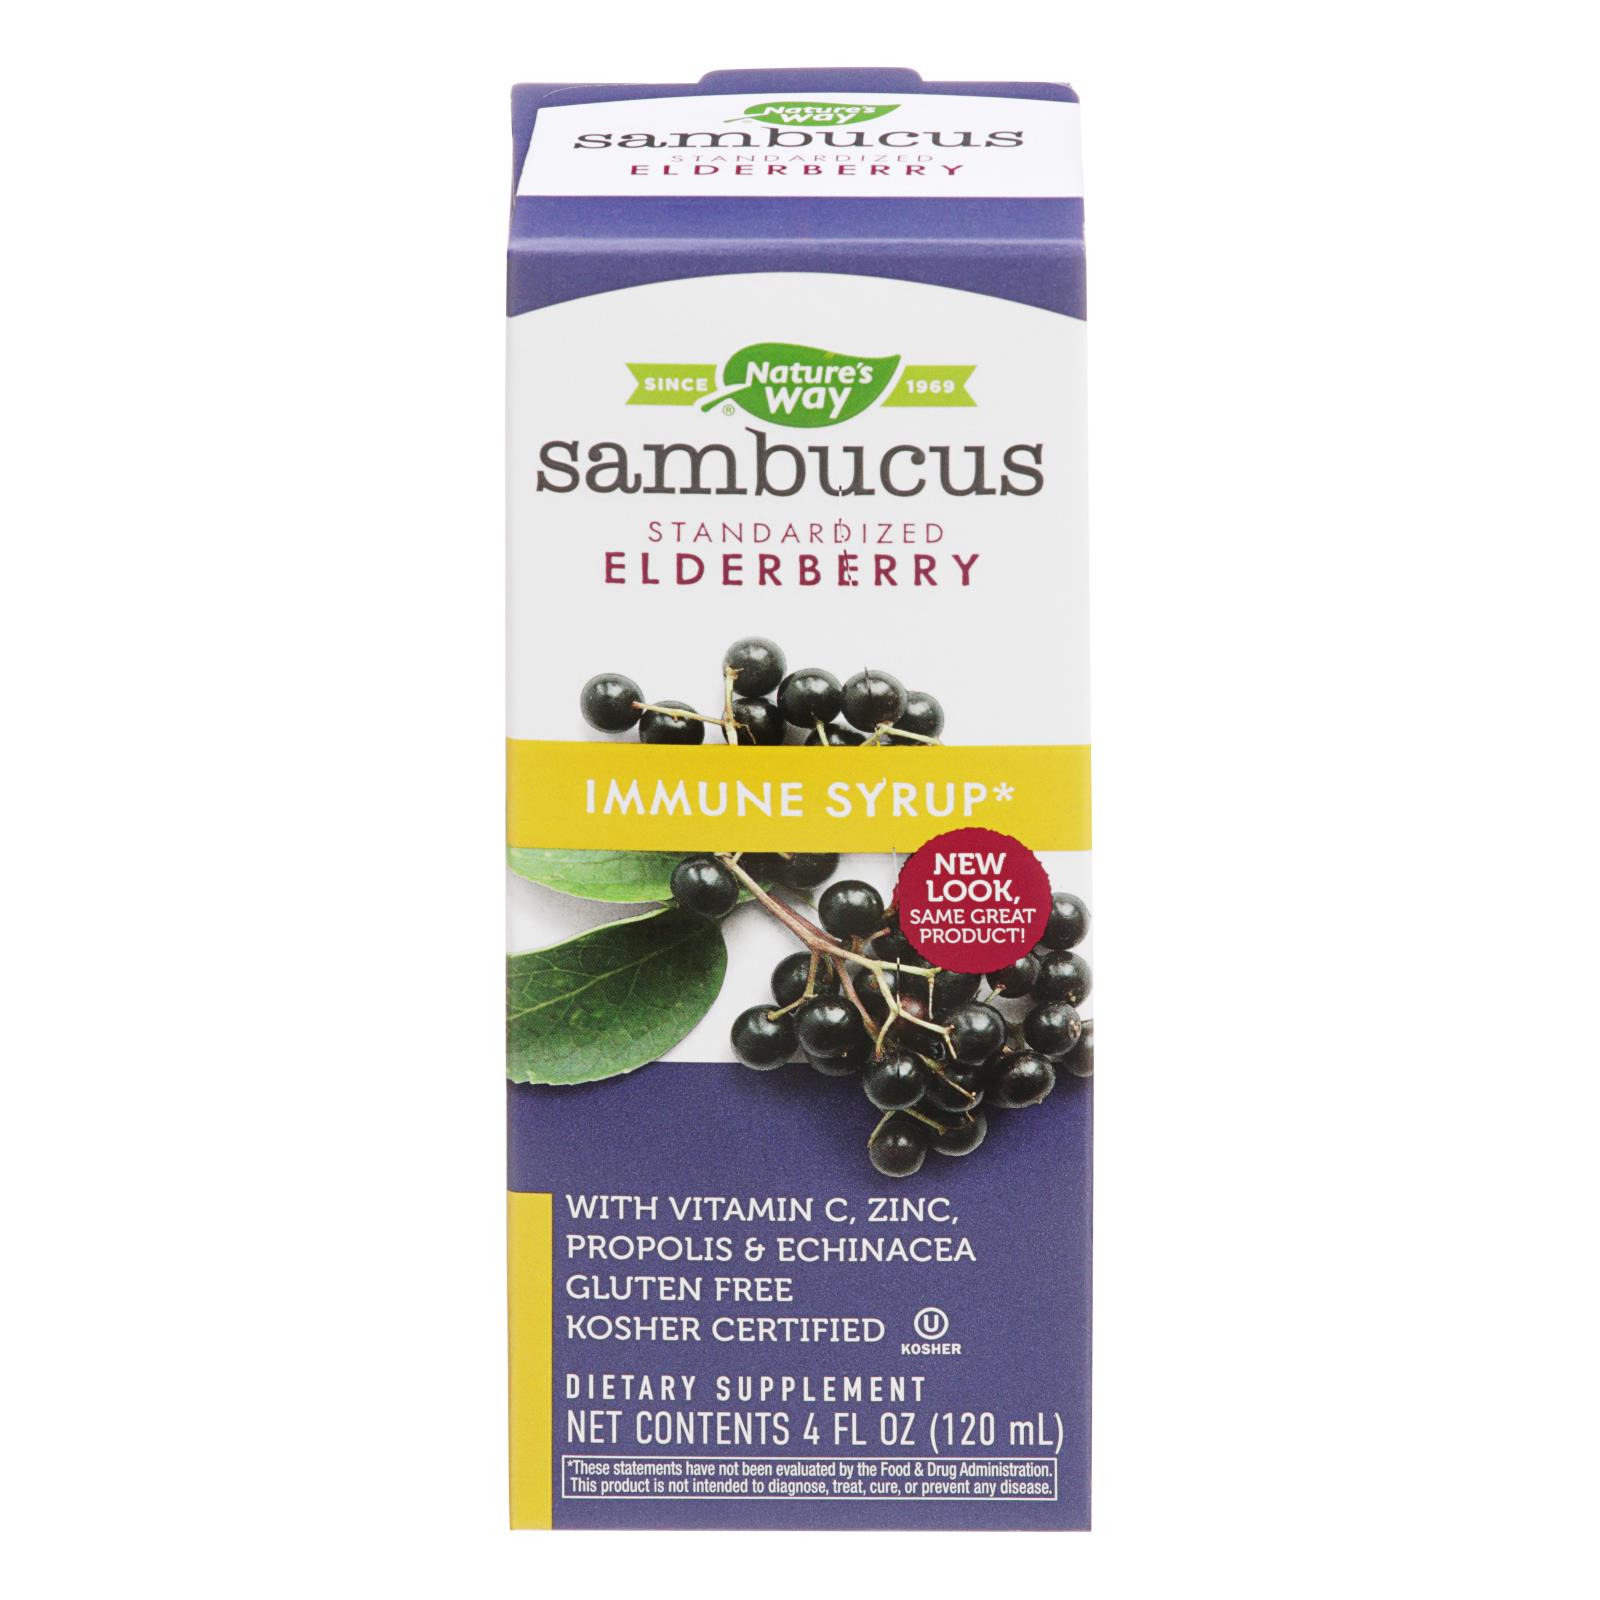 Nature's
Way
sambucus
STANDARDIZED
ELDERBERRY
SINCE
Nature's
Way
®
1969
sambucus
STANDARDIZED
ELDERBERRY
IMMUNE SYRUP*
NEW
LOOK,
SAME GREAT
PRODUCT!
WITH VITAMIN C, ZINC,
PROPOLIS & ECHINACEA
GLUTEN FREE
KOSHER CERTIFIED
U
KOSHER
DIETARY SUPPLEMENT
NET CONTENTS 4 FL OZ (120 mL)
*These statements have not been evaluated by the Food & Drug Administration.
This product is not intended to diagnose, treat, cure, or prevent any disease.